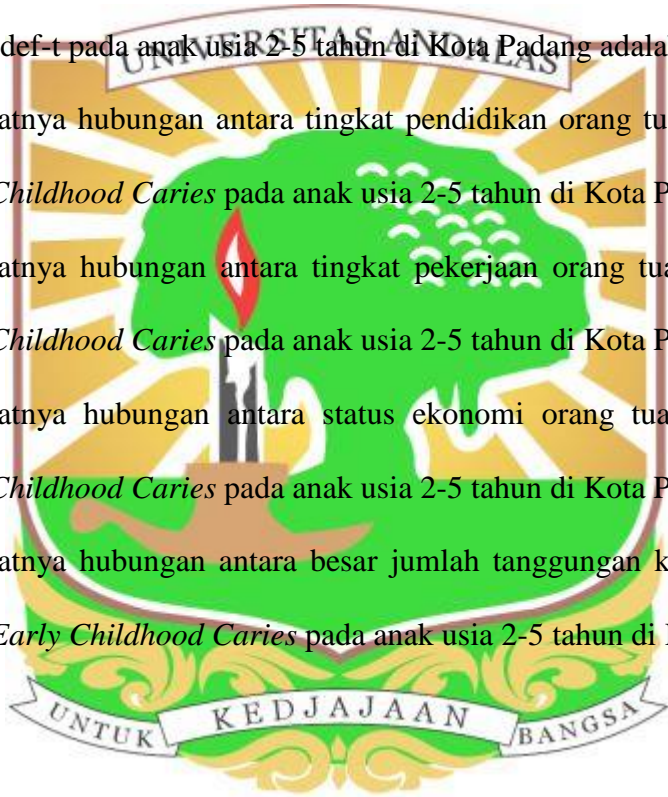 UNIVERSITAS ANDALAS
def-t pada anak usia 2-5 tahun di Kota Padang adala
atnya hubungan antara tingkat pendidikan orang tu
Childhood Caries pada anak usia 2-5 tahun di Kota P
atnya hubungan antara tingkat pekerjaan orang tua
Childhood Caries pada anak usia 2-5 tahun di Kota P
atnya hubungan antara status ekonomi orang tua
Childhood Caries pada anak usia 2-5 tahun di Kota P
atnya hubungan antara besar jumlah tanggungan k
Early Childhood Caries pada anak usia 2-5 tahun di
UNTUK KEDJAJAAN BANGSA